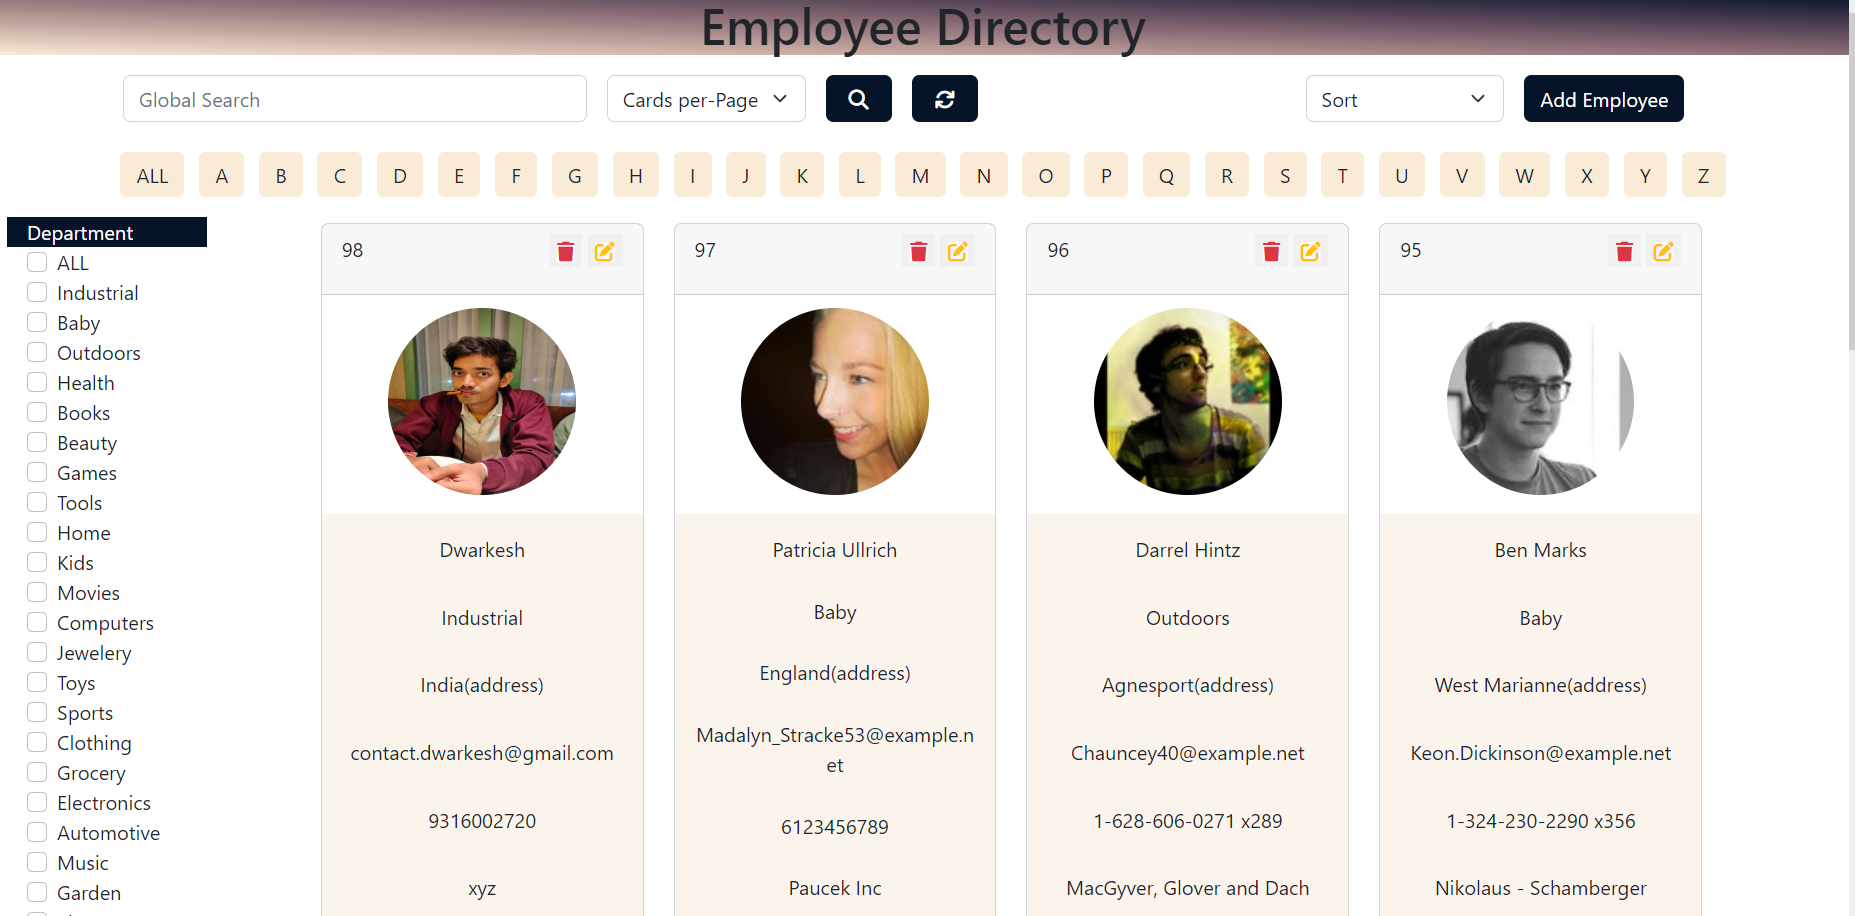 Employee Directory
Global Search
Cards per-Page
Sort
Add Employee
ALL A B C D E F G H I J K L M N O P Q R S T U V W X Y Z
Department
ALL
Industrial
Baby
Outdoors
Health
Books
Beauty
Games
Tools
Home
Kids
Movies
Computers
Jewelery
Toys
Sports
Clothing
Grocery
Electronics
Automotive
Music
Garden
98
Dwarkesh
Industrial
India(address)
contact.dwarkesh@gmail.com
9316002720
xyz
97
Patricia Ullrich
Baby
England(address)
Madalyn_Stracke53@example.n
et
6123456789
Paucek Inc
96
Darrel Hintz
Outdoors
Agnesport(address)
Chauncey40@example.net
1-628-606-0271 x289
MacGyver, Glover and Dach
95
Ben Marks
Baby
West Marianne(address)
Keon.Dickinson@example.net
1-324-230-2290 x356
Nikolaus - Schamberger